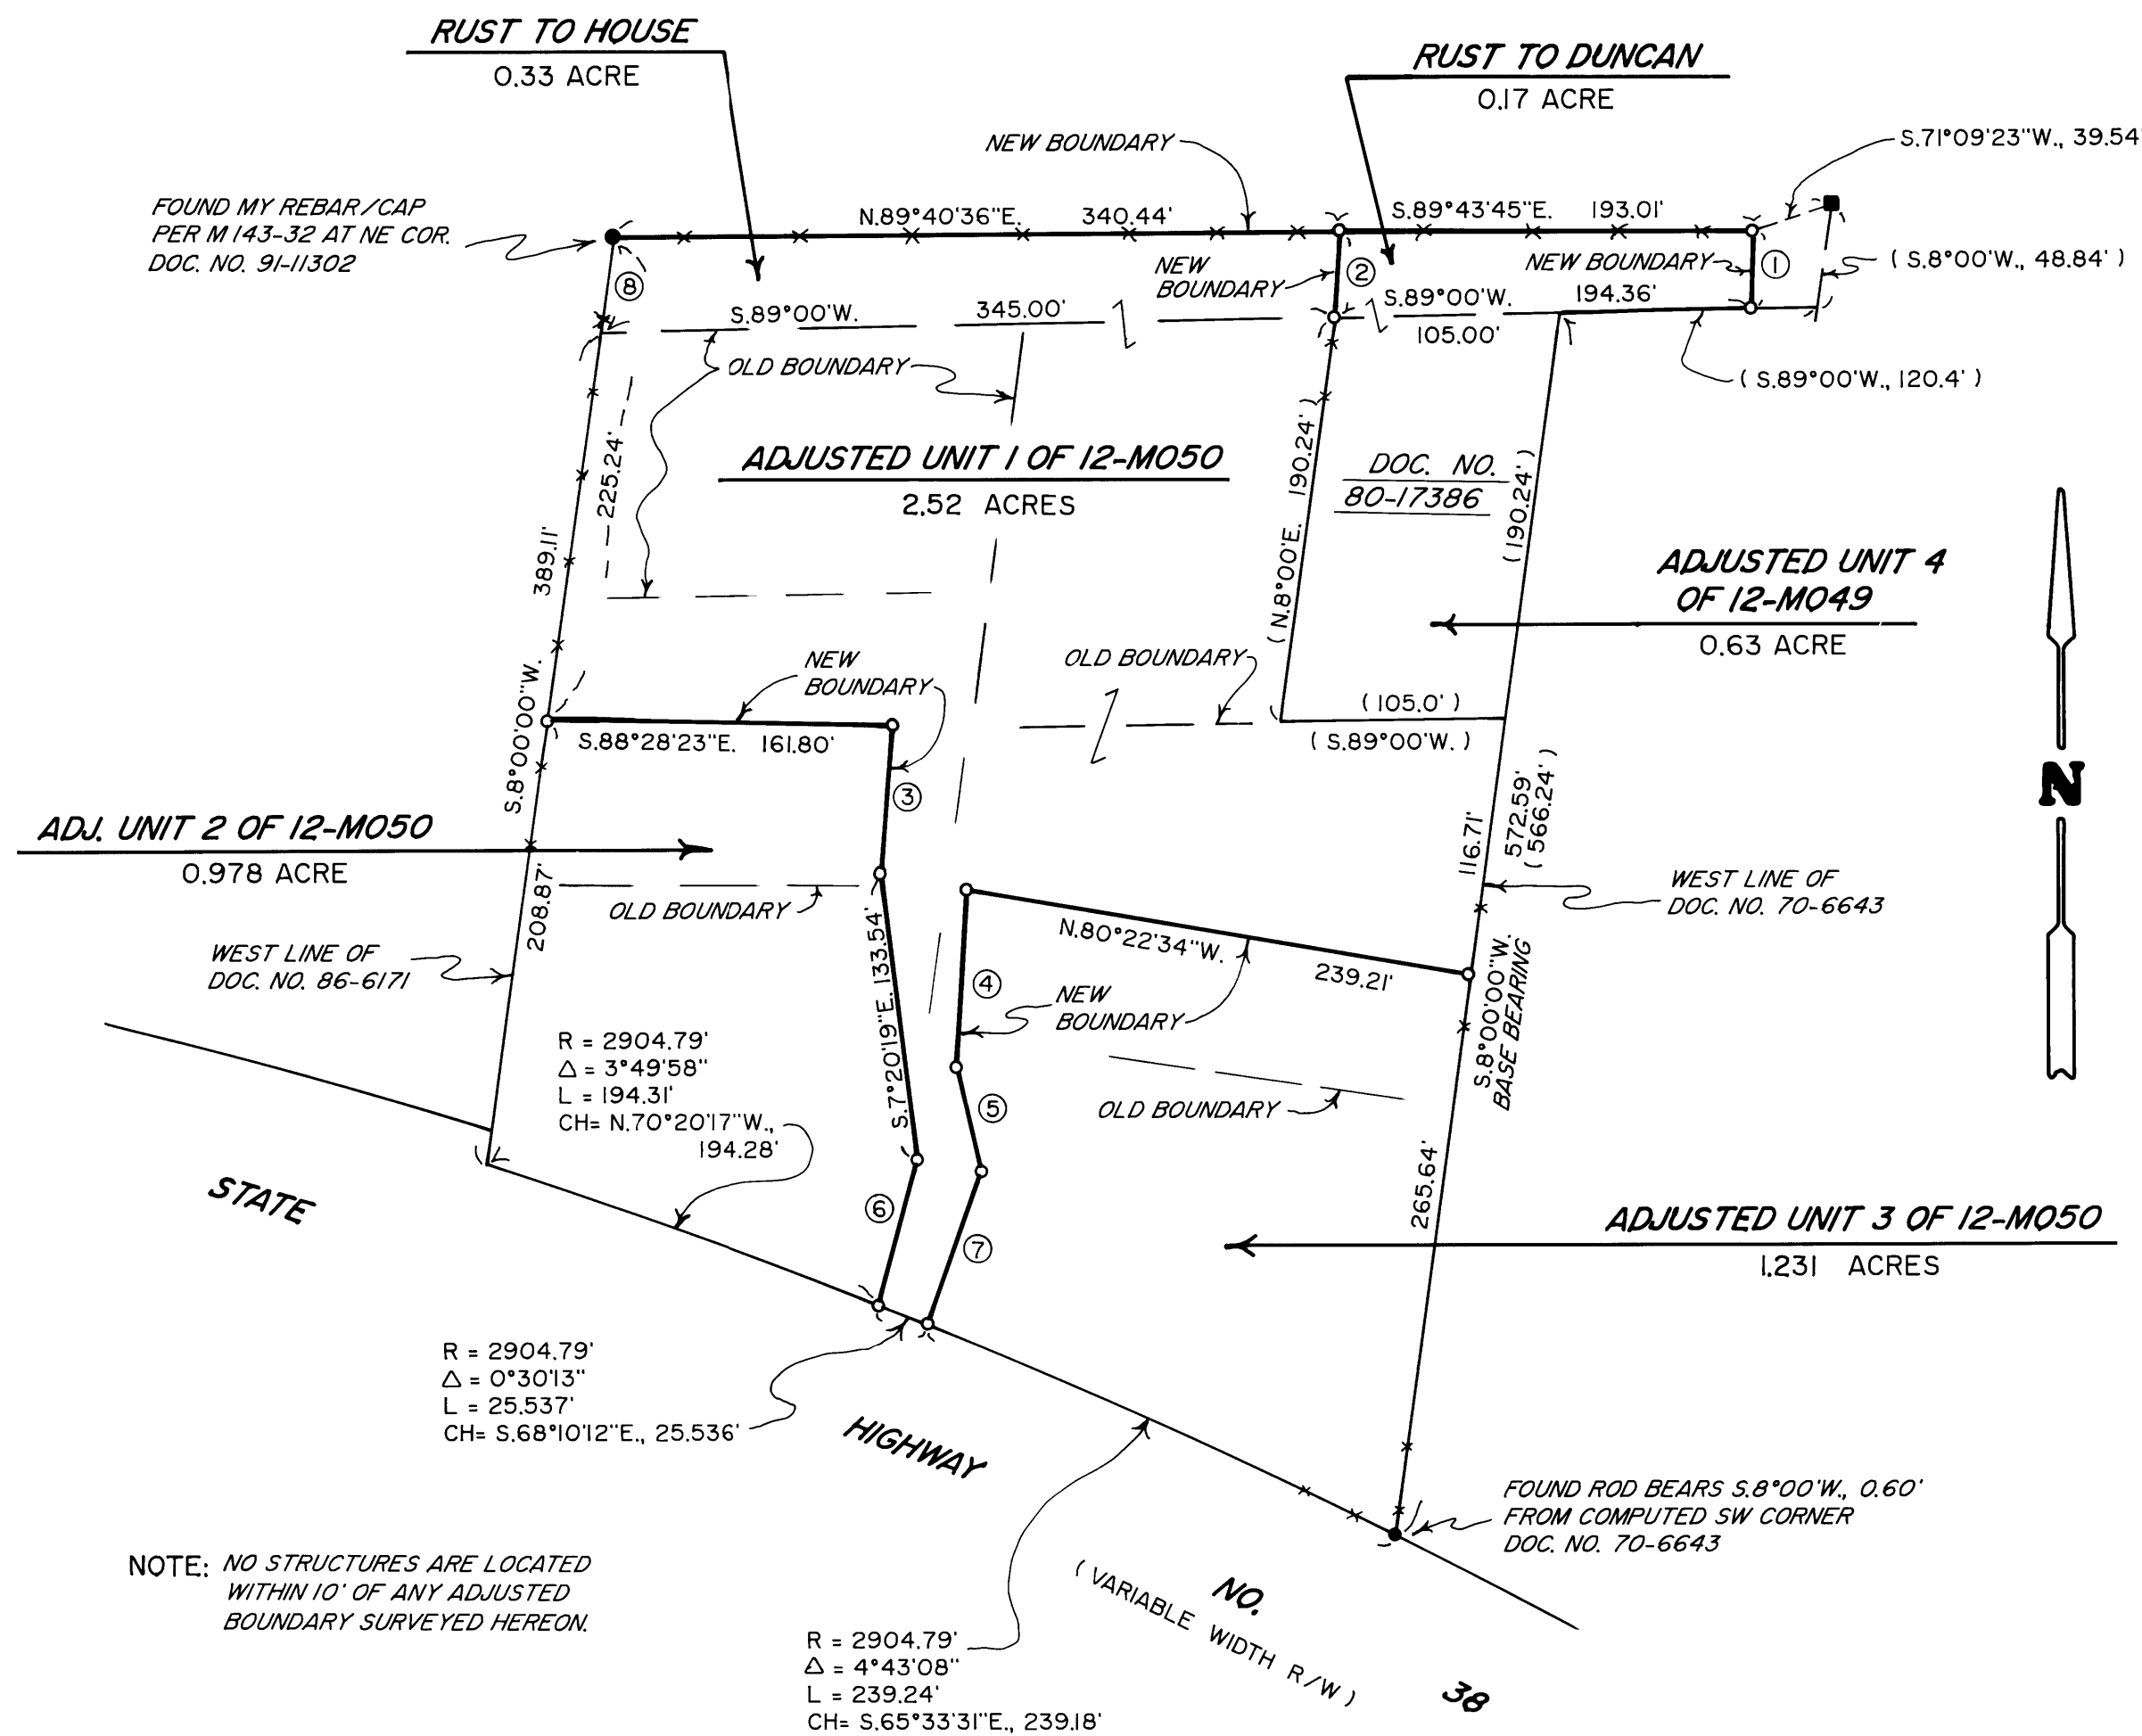 RUST TO HOUSE
0.33 ACRE
RUST TO DUNCAN
0.17 ACRE
NEW BOUNDARY
S.71°09'23"W., 39.54'
FOUND MY REBAR/CAP
PER M 143-32 AT NE COR.
DOC. NO. 91-11302
N.89°40'36"E. 340.44'
S.89°43'45"E. 193.01'
NEW
BOUNDARY
2
NEW BOUNDARY
1
( S.8°00'W., 48.84' )
8
S.89°00'W. 345.00'
S.89°00'W.
105.00'
194.36'
( S.89°00'W., 120.4' )
OLD BOUNDARY
225.24'
389.11'
S.8°00'00"W.
ADJUSTED UNIT 1 OF 12-M050
2.52 ACRES
( N.8°00'E. 190.24' )
DOC. NO.
80-17386
( 190.24' )
ADJUSTED UNIT 4
OF 12-M049
0.63 ACRE
NEW
BOUNDARY
OLD BOUNDARY
( 105.0' )
( S.89°00'W. )
S.88°28'23"E. 161.80'
3
N
ADJ. UNIT 2 OF 12-M050
0.978 ACRE
208.87'
OLD BOUNDARY
116.71'
572.59'
( 566.24' )
WEST LINE OF
DOC. NO. 70-6643
WEST LINE OF
DOC. NO. 86-6171
S.7°20'19"E. 133.54'
N.80°22'34"W. 239.21'
4
NEW
BOUNDARY
S.8°00'00"W.
BASE BEARING
R = 2904.79'
Δ = 3°49'58"
L = 194.31'
CH= N.70°20'17"W.,
194.28'
5
OLD BOUNDARY
265.64'
6
7
ADJUSTED UNIT 3 OF 12-M050
1.231 ACRES
STATE
R = 2904.79'
Δ = 0°30'13"
L = 25.537'
CH= S.68°10'12"E., 25.536'
HIGHWAY
FOUND ROD BEARS S.8°00'W., 0.60'
FROM COMPUTED SW CORNER
DOC. NO. 70-6643
NOTE: NO STRUCTURES ARE LOCATED
WITHIN 10' OF ANY ADJUSTED
BOUNDARY SURVEYED HEREON.
NO.
( VARIABLE WIDTH R/W )
38
R = 2904.79'
Δ = 4°43'08"
L = 239.24'
CH= S.65°33'31"E., 239.18'